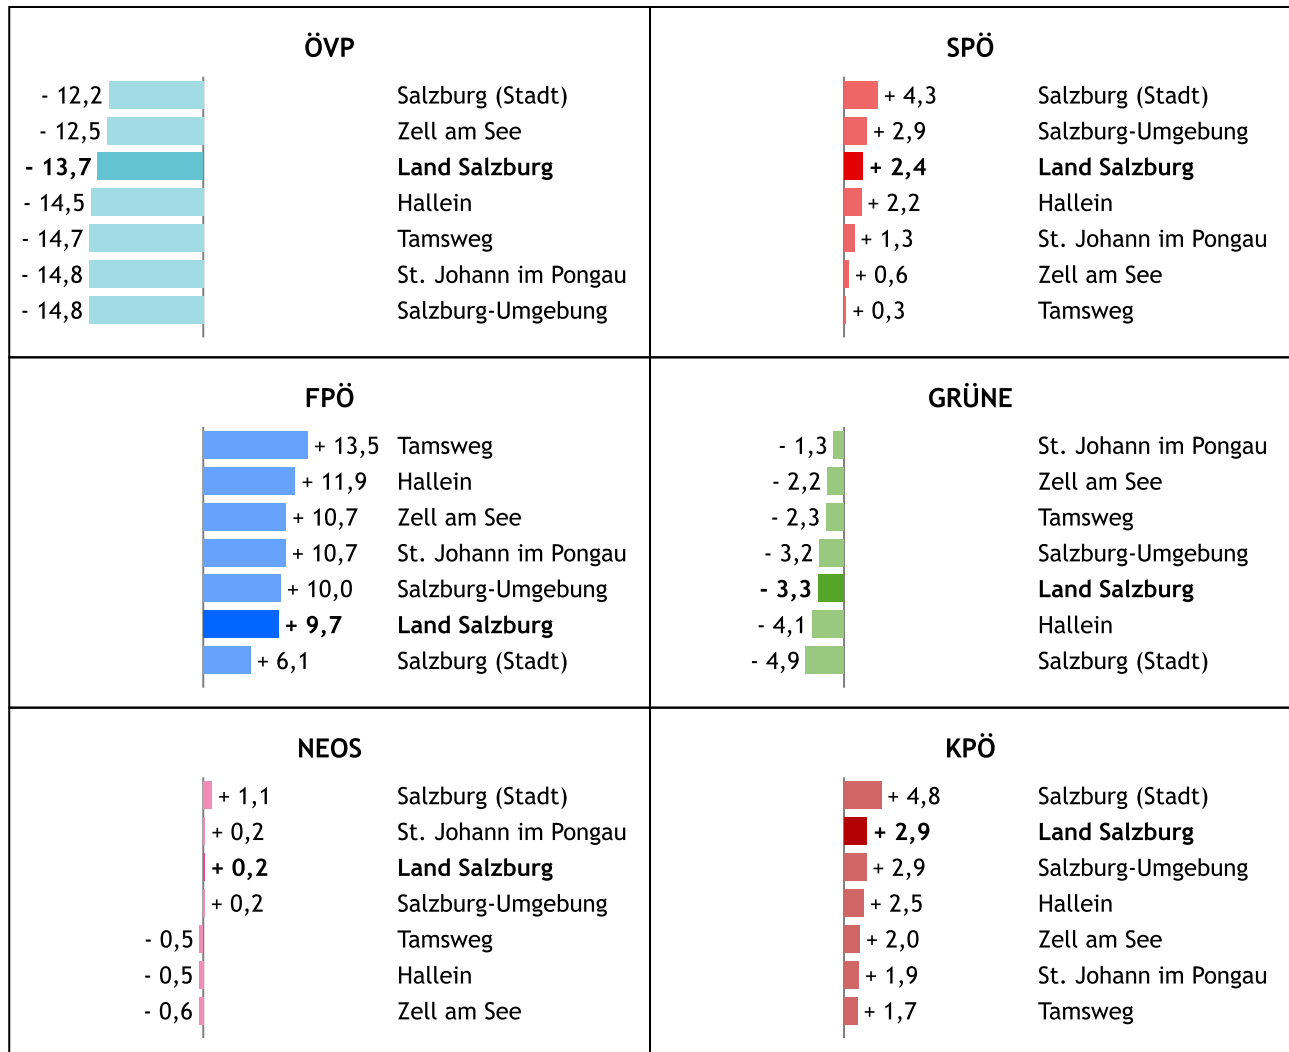 ÖVP
- 12,2 Salzburg (Stadt)
- 12,5 Zell am See
- 13,7 Land Salzburg
- 14,5 Hallein
- 14,7 Tamsweg
- 14,8 St. Johann im Pongau
- 14,8 Salzburg-Umgebung
SPÖ
+ 4,3 Salzburg (Stadt)
+ 2,9 Salzburg-Umgebung
+ 2,4 Land Salzburg
+ 2,2 Hallein
+ 1,3 St. Johann im Pongau
+ 0,6 Zell am See
+ 0,3 Tamsweg
FPÖ
+ 13,5 Tamsweg
+ 11,9 Hallein
+ 10,7 Zell am See
+ 10,7 St. Johann im Pongau
+ 10,0 Salzburg-Umgebung
+ 9,7 Land Salzburg
+ 6,1 Salzburg (Stadt)
GRÜNE
- 1,3 St. Johann im Pongau
- 2,2 Zell am See
- 2,3 Tamsweg
- 3,2 Salzburg-Umgebung
- 3,3 Land Salzburg
- 4,1 Hallein
- 4,9 Salzburg (Stadt)
NEOS
+ 1,1 Salzburg (Stadt)
+ 0,2 St. Johann im Pongau
+ 0,2 Land Salzburg
+ 0,2 Salzburg-Umgebung
- 0,5 Tamsweg
- 0,5 Hallein
- 0,6 Zell am See
KPÖ
+ 4,8 Salzburg (Stadt)
+ 2,9 Land Salzburg
+ 2,9 Salzburg-Umgebung
+ 2,5 Hallein
+ 2,0 Zell am See
+ 1,9 St. Johann im Pongau
+ 1,7 Tamsweg